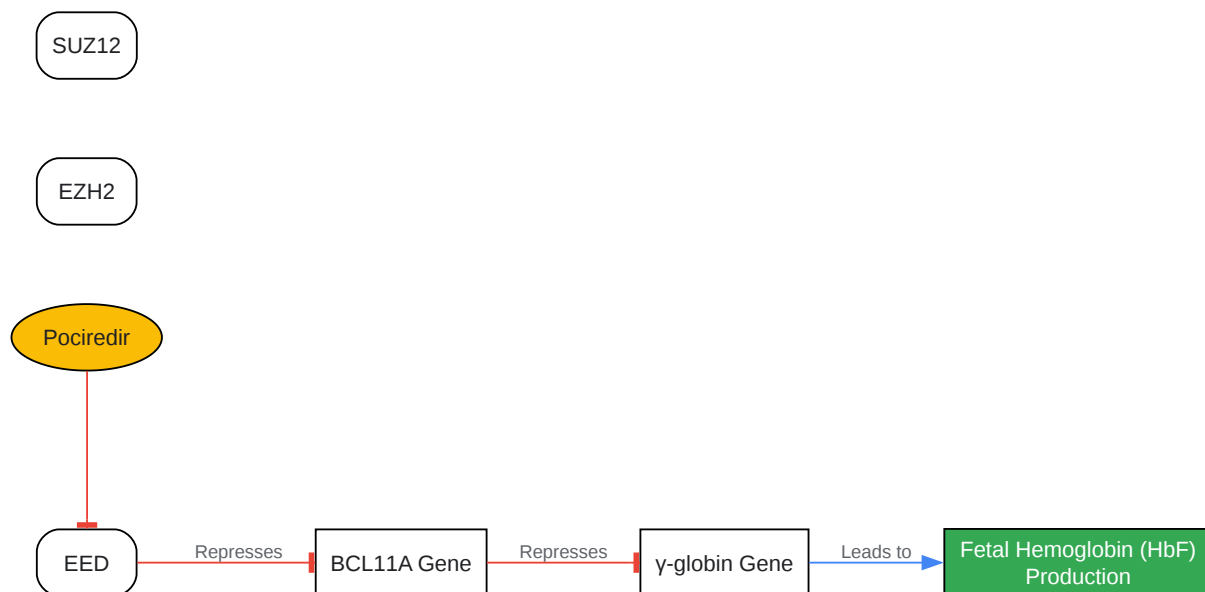 SUZ12
EZH2
Pociredir
EED
Represses
BCL11A Gene
Represses
γ-globin Gene
Leads to
Fetal Hemoglobin (HbF)
Production